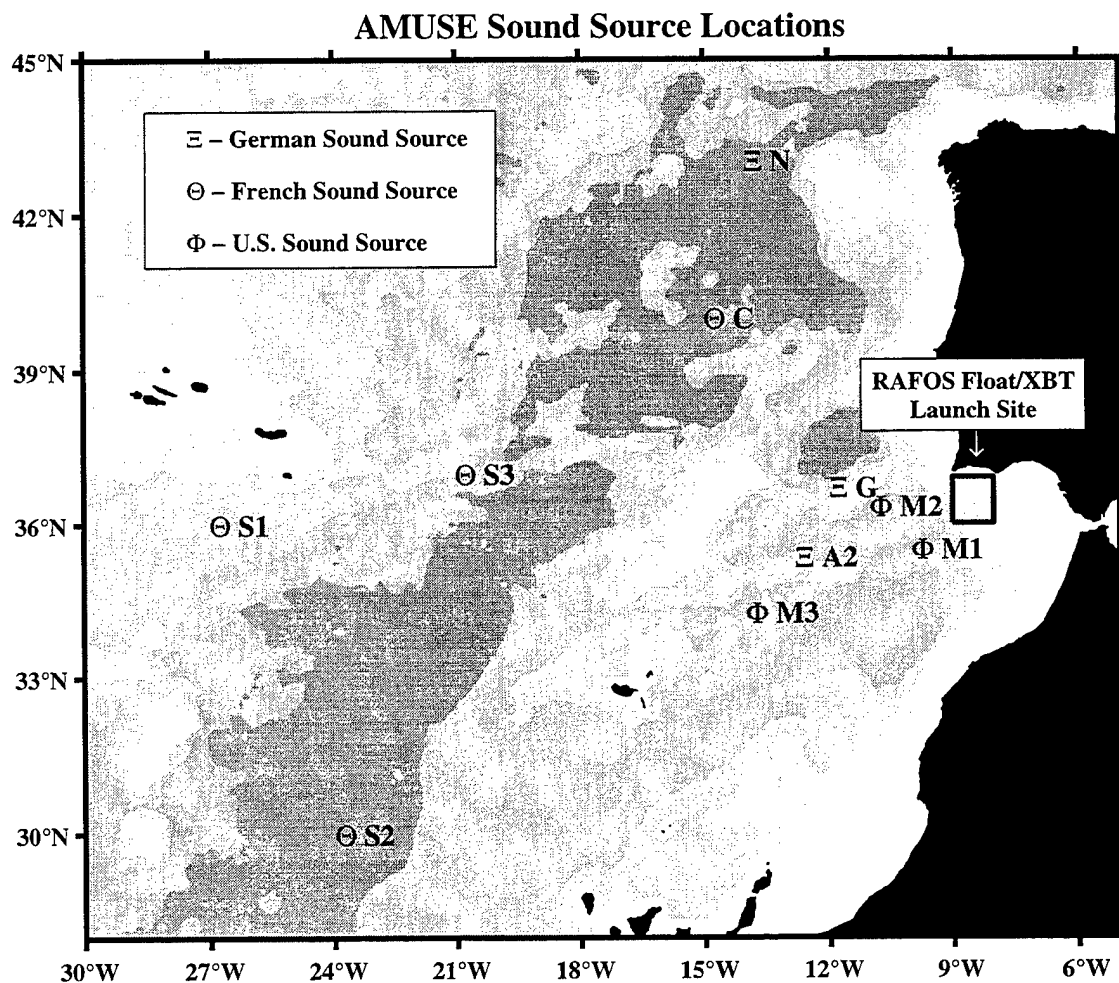 AMUSE Sound Source Locations
45°N
42°N
39°N
36°N
33°N
30°N
Ξ – German Sound Source
Θ – French Sound Source
Φ – U.S. Sound Source
Ξ N
Θ C
RAFOS Float/XBT
Launch Site
Θ S3
Ξ G
Φ M2
Θ S1
Φ M1
Ξ A2
Φ M3
Θ S2
30°W
27°W
24°W
21°W
18°W
15°W
12°W
9°W
6°W